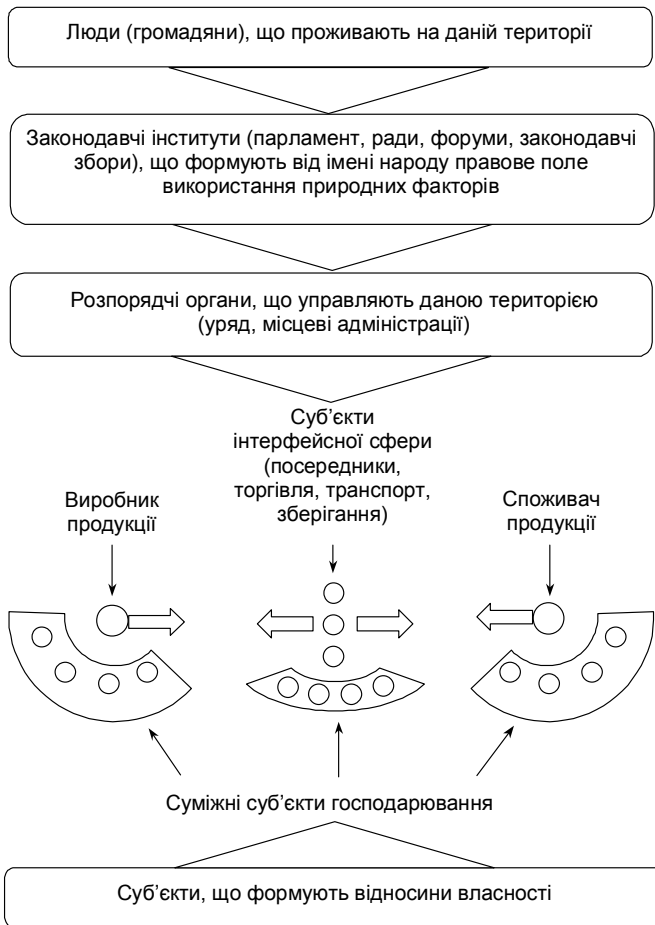 Люди (громадяни), що проживають на даній території
Законодавчі інститути (парламент, ради, форуми, законодавчі
збори), що формують від імені народу правове поле
використання природних факторів
Розпорядчі органи, що управляють даною територією
(уряд, місцеві адміністрації)
Суб’єкти
інтерфейсної сфери
(посередники,
торгівля, транспорт,
зберігання)
Виробник
продукції
Споживач
продукції
Суміжні суб’єкти господарювання
Суб’єкти, що формують відносини власності